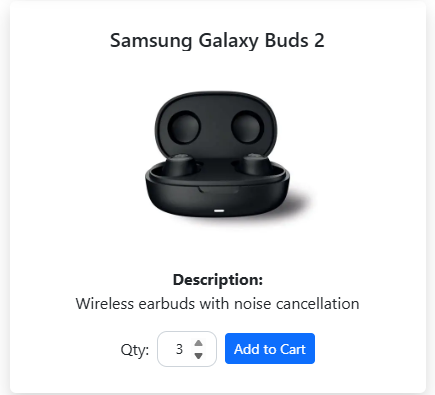 Samsung Galaxy Buds 2
Description:
Wireless earbuds with noise cancellation
Qty: 3 Add to Cart